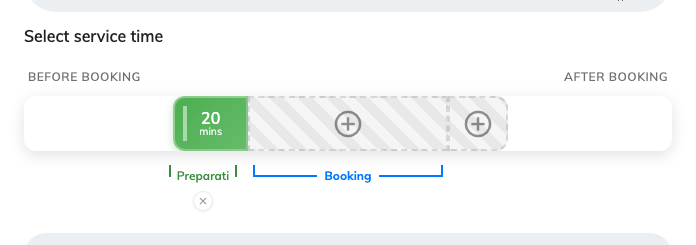 Select service time
BEFORE BOOKING
AFTER BOOKING
20
mins
Preparati
Booking